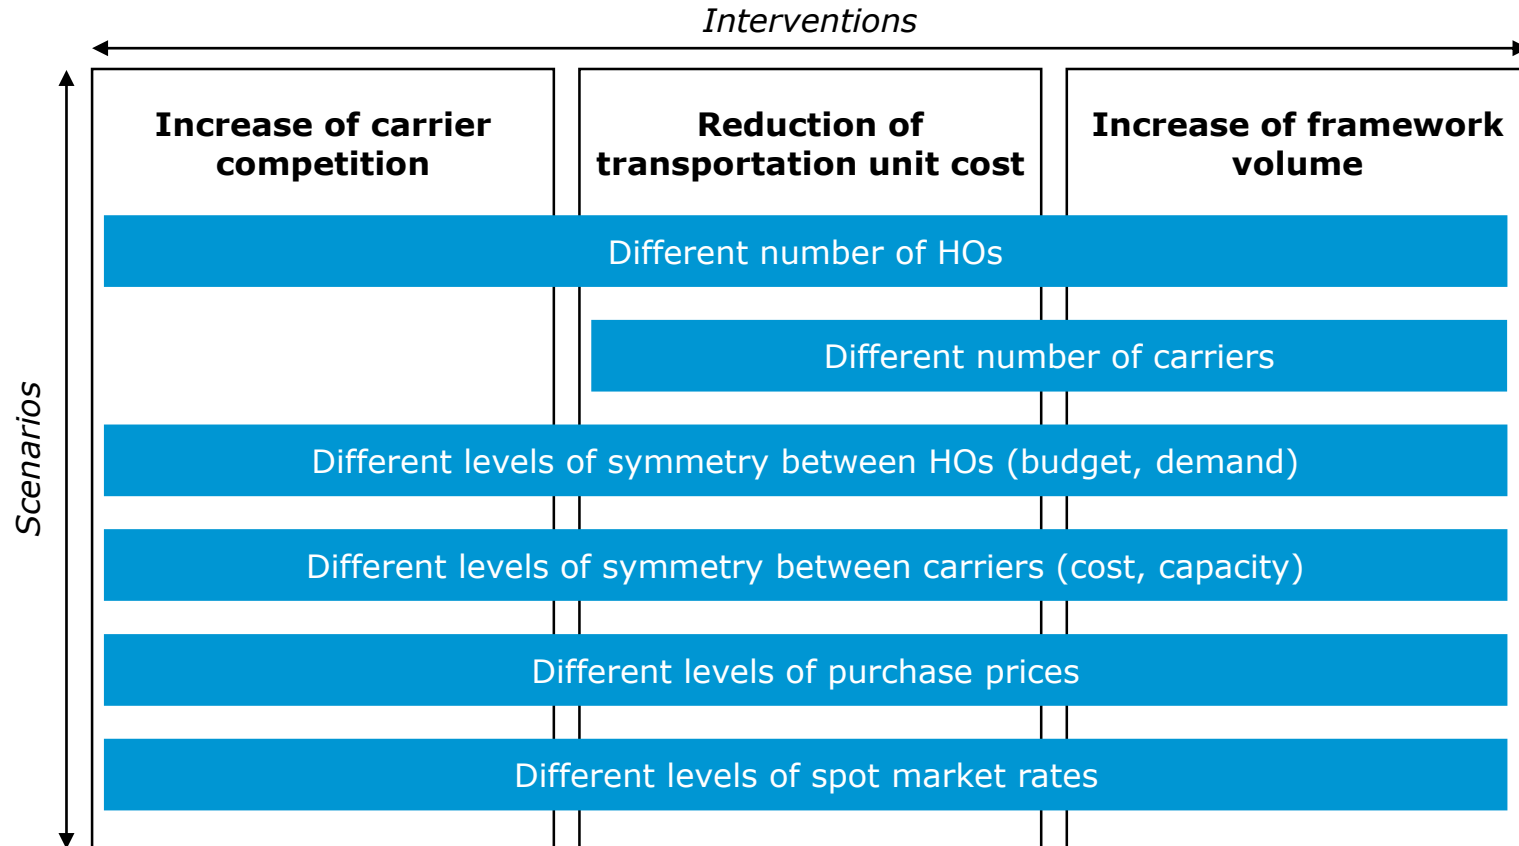 Interventions
Increase of carrier
competition
Reduction of
transportation unit cost
Increase of framework
volume
Scenarios
Different number of HOs
Different number of carriers
Different levels of symmetry between HOs (budget, demand)
Different levels of symmetry between carriers (cost, capacity)
Different levels of purchase prices
Different levels of spot market rates